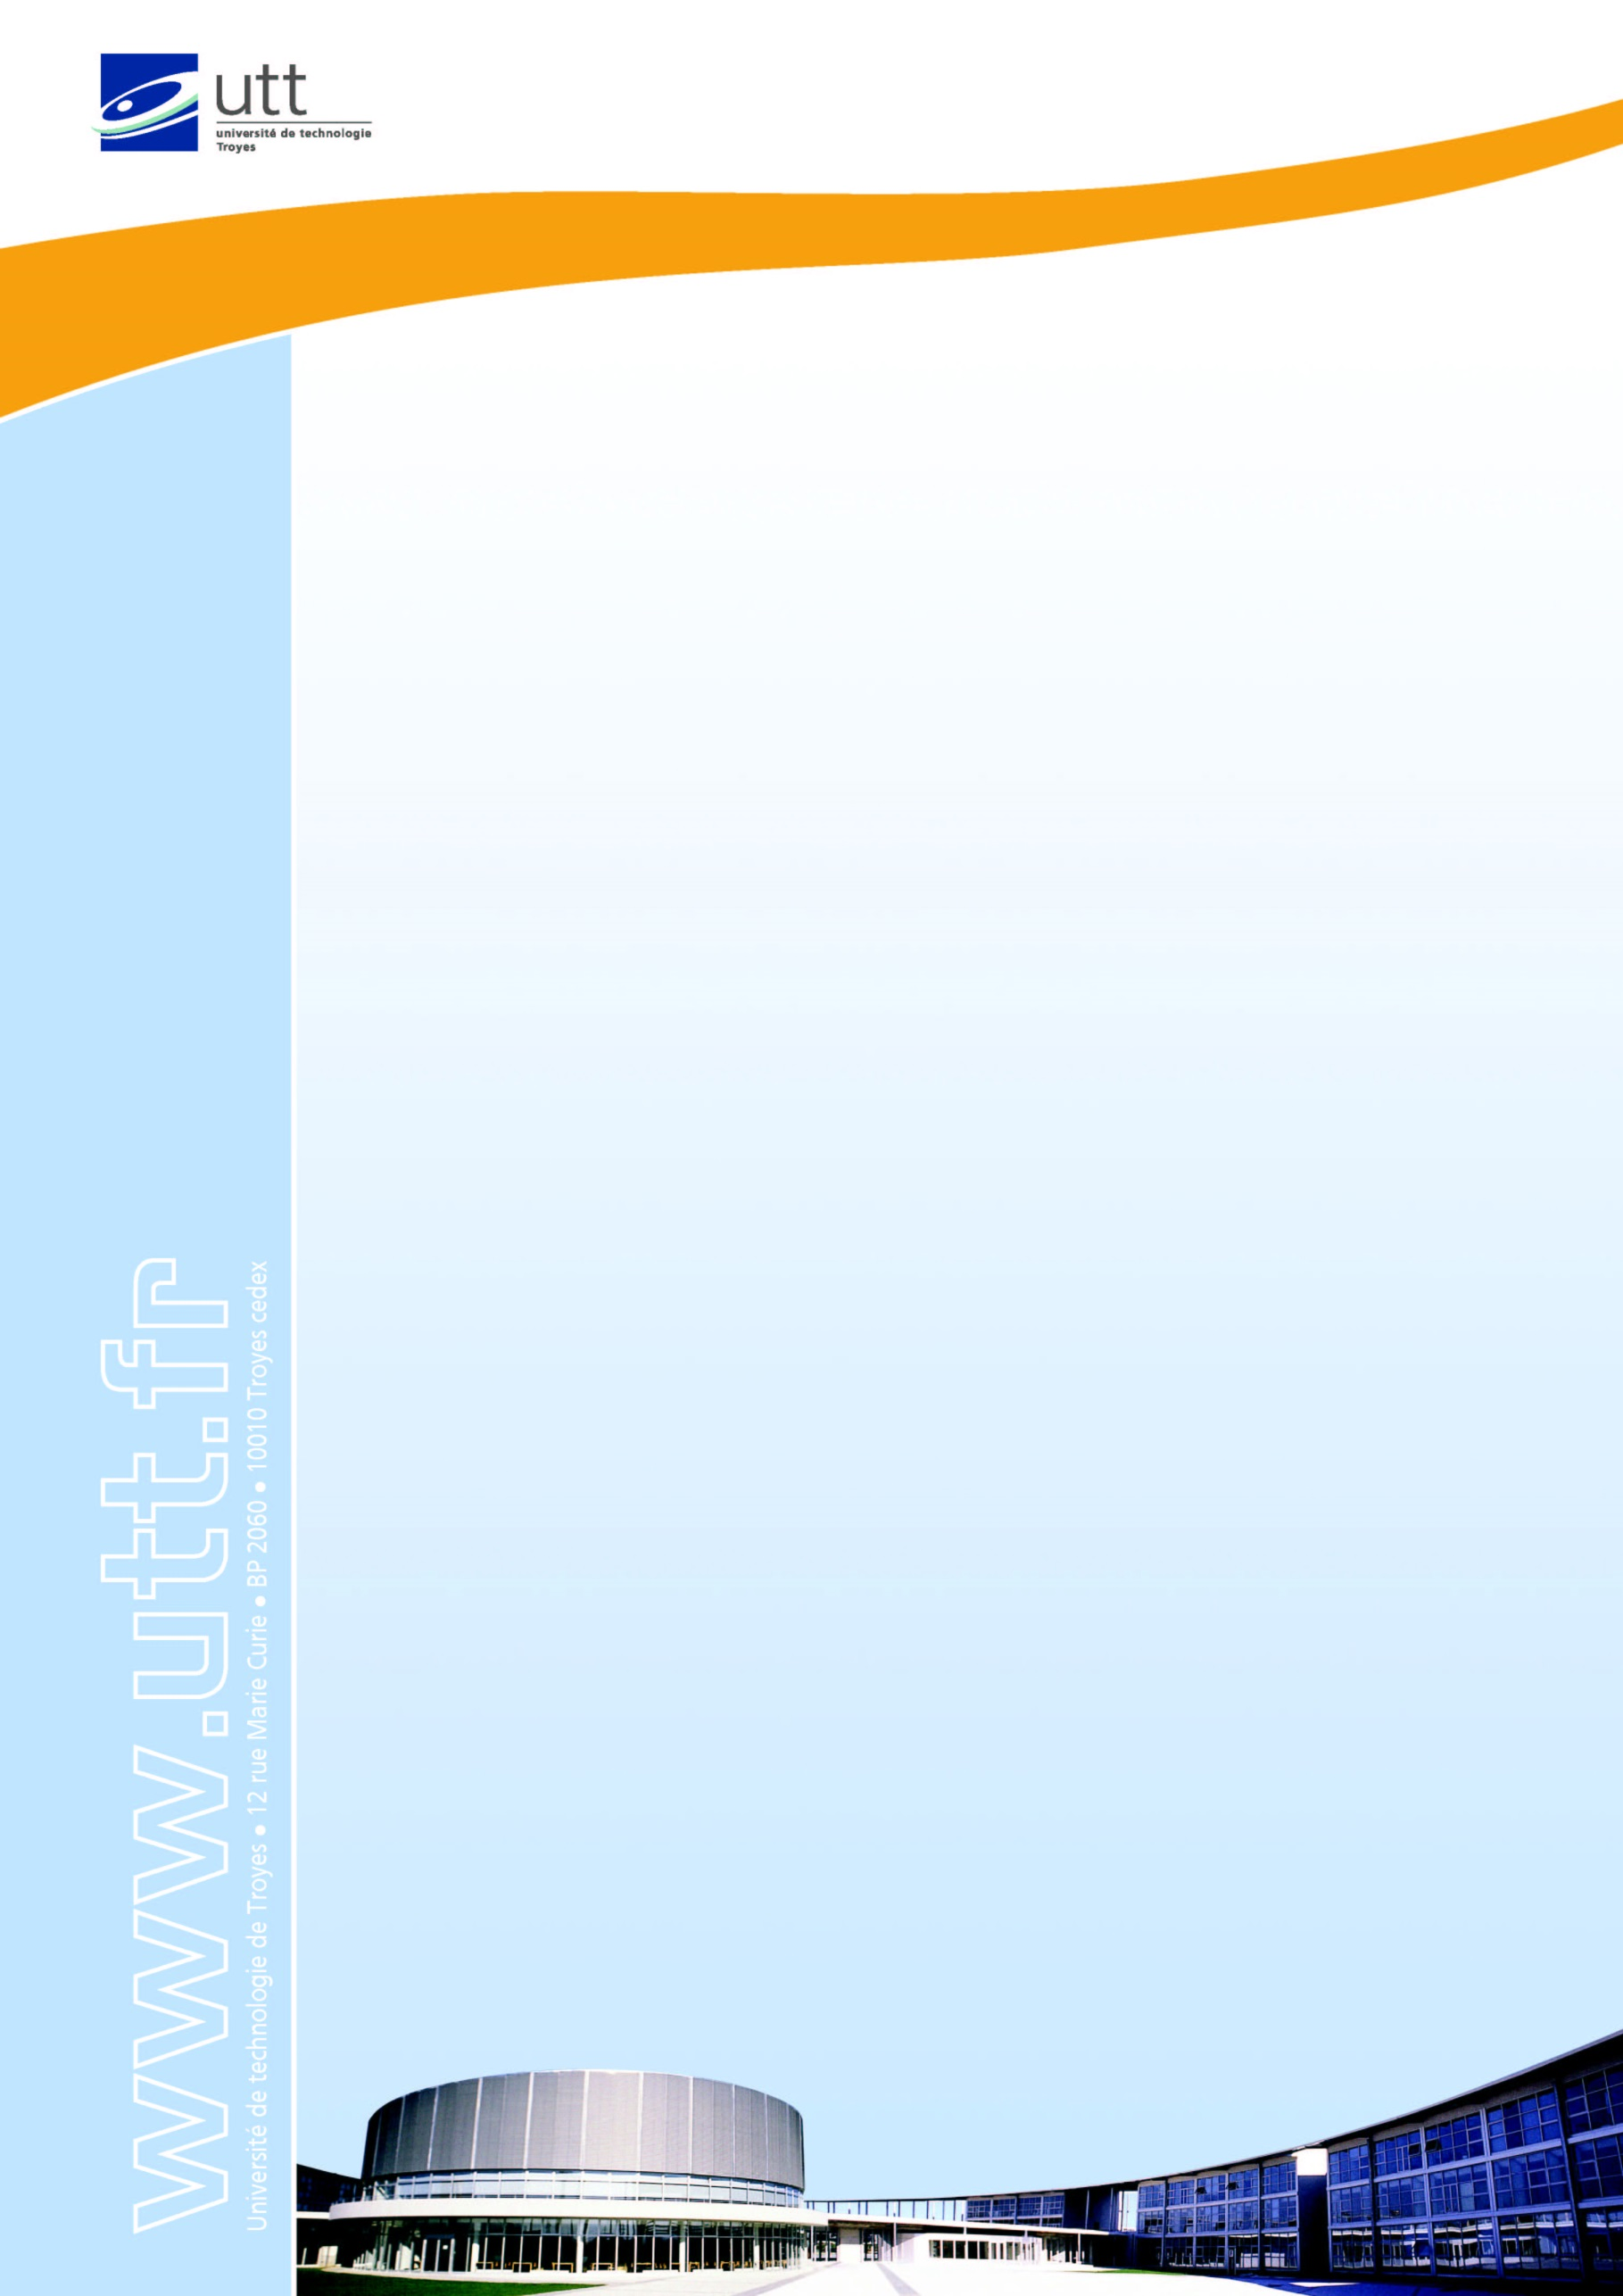 utt
université de technologie
Troyes
www.utt.fr
Université de technologie de Troyes • 12 rue Marie Curie • BP 2060 • 10010 Troyes cedex